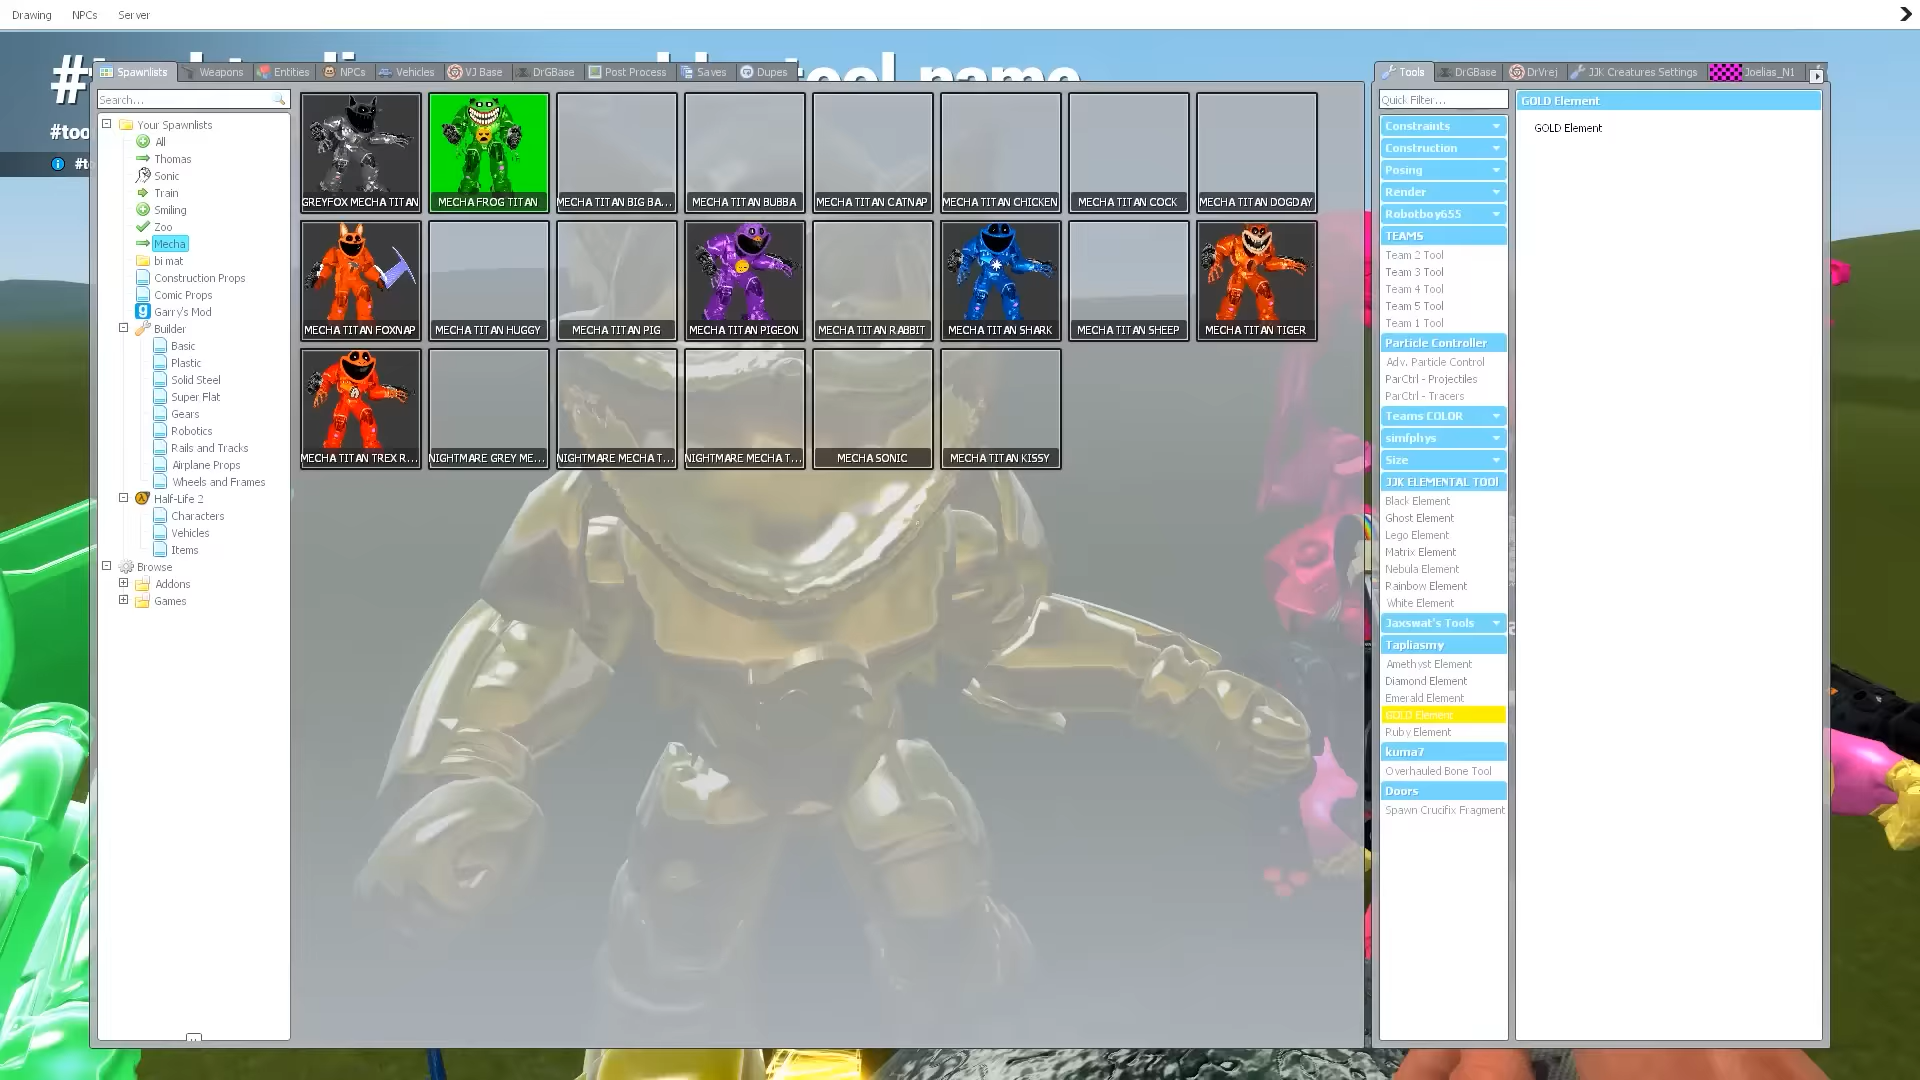 Drawing NPCs Server
Spawnlists Weapons Entities NPCs Vehicles VJ Base DrGBase Post Process Saves Dupes
Tools DrGBase DrVrej JJK Creatures Settings Joelias_N1
Search...
Your Spawnlists
All
Thomas
Sonic
Train
Smiling
Zoo
Mecha
bi mat
Construction Props
Comic Props
Garry's Mod
Builder
Basic
Plastic
Solid Steel
Super Flat
Gears
Robotics
Rails and Tracks
Airplane Props
Wheels and Frames
Half-Life 2
Characters
Vehicles
Items
Browse
Addons
Games
GREYFOX MECHA TITAN
MECHA FROG TITAN
MECHA TITAN BIG BA...
MECHA TITAN BUBBA
MECHA TITAN CATNAP
MECHA TITAN CHICKEN
MECHA TITAN COCK
MECHA TITAN DOGDAY
MECHA TITAN FOXNAP
MECHA TITAN HUGGY
MECHA TITAN PIG
MECHA TITAN PIGEON
MECHA TITAN RABBIT
MECHA TITAN SHARK
MECHA TITAN SHEEP
MECHA TITAN TIGER
MECHA TITAN TREX R...
NIGHTMARE GREY ME...
NIGHTMARE MECHA T...
NIGHTMARE MECHA T...
MECHA SONIC
MECHA TITAN KISSY
Quick Filter...
Constraints
Construction
Posing
Render
Robotboy655
TEAMS
Team 2 Tool
Team 3 Tool
Team 4 Tool
Team 5 Tool
Team 1 Tool
Particle Controller
Adv. Particle Control
ParCtrl - Projectiles
ParCtrl - Tracers
Teams COLOR
simfphys
Size
JJK ELEMENTAL TOOl
Black Element
Ghost Element
Lego Element
Matrix Element
Nebula Element
Rainbow Element
White Element
Jaxswat's Tools
Tapliasmy
Amethyst Element
Diamond Element
Emerald Element
GOLD Element
Ruby Element
kuma7
Overhauled Bone Tool
Doors
Spawn Crucifix Fragment
GOLD Element
GOLD Element